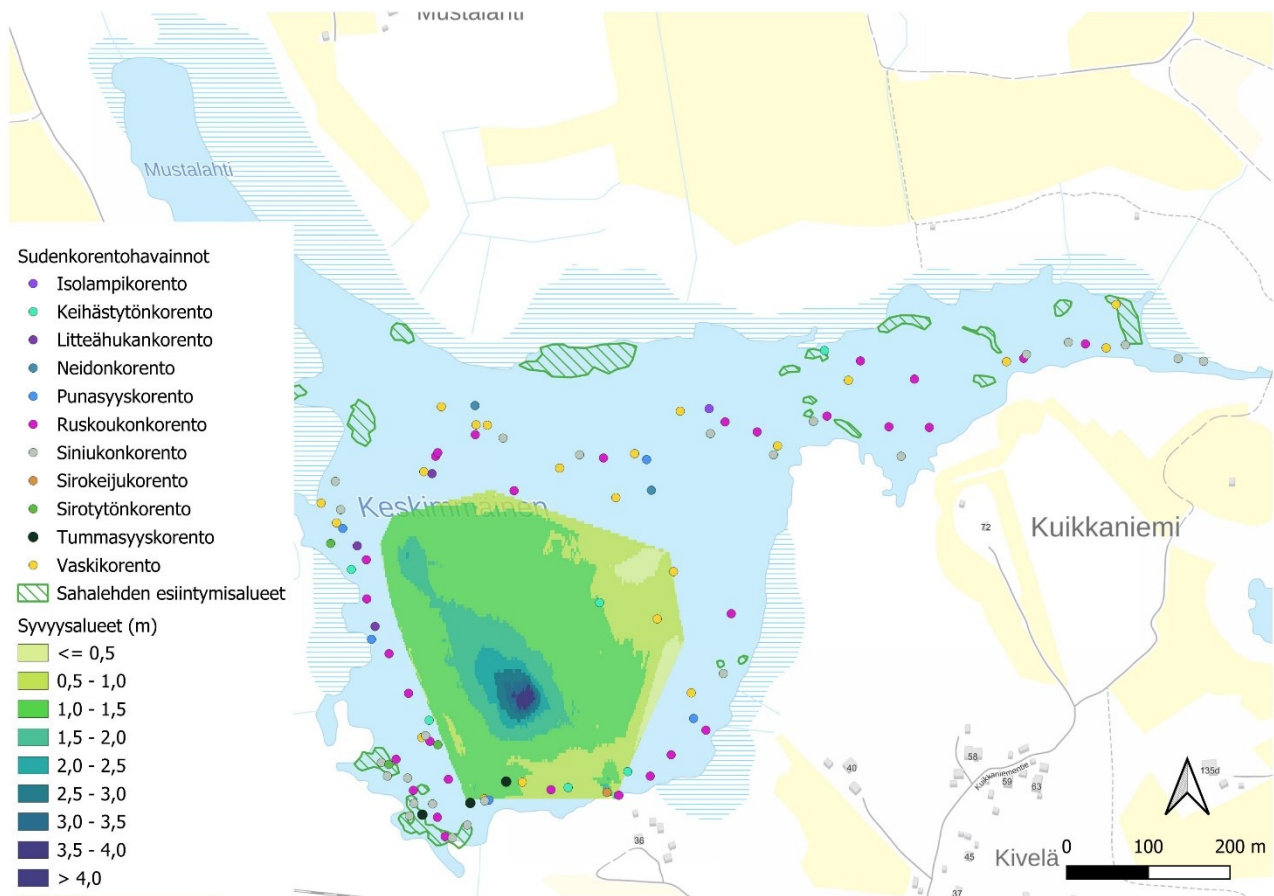 Mustalahti
Mustalahti
Sudenkorentohavainnot
Isolampikorento
Keihästytönkorento
Litteähukankorento
Neidonkorento
Punasyyskorento
Ruskoukonkorento
Siniukonkorento
Sirokeijukorento
Sirotytönkorento
Tummasyyskorento
Vaskikorento
Sahalehden esiintymisalueet
Syvyysalueet (m)
<= 0,5
0,5 - 1,0
1,0 - 1,5
1,5 - 2,0
2,0 - 2,5
2,5 - 3,0
3,0 - 3,5
3,5 - 4,0
> 4,0
Keskimmäinen
72
Kuikkaniemi
58
Kuikkaniementie
59
63
40
135d
36
45
Kivelä
37
0 100 200 m